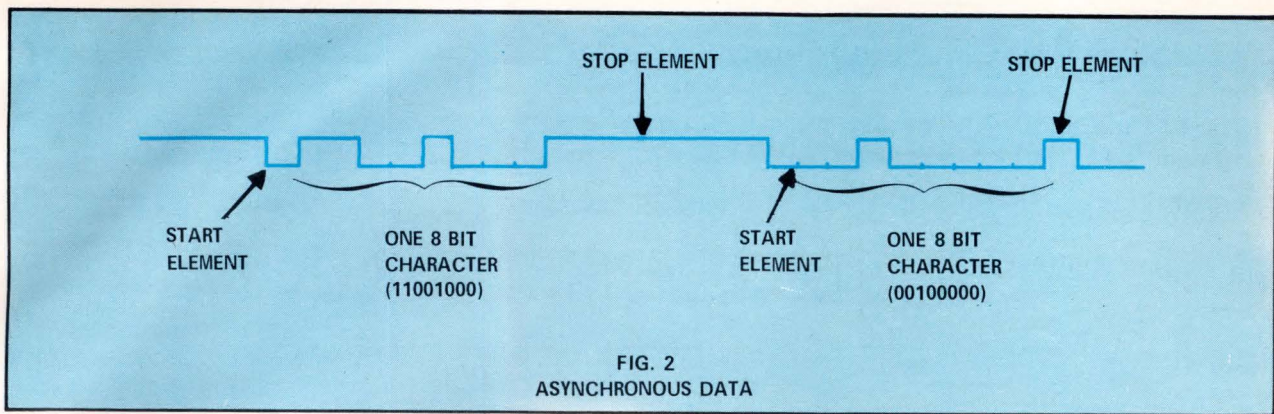 STOP ELEMENT
STOP ELEMENT
START
ELEMENT
ONE 8 BIT
CHARACTER
(11001000)
START
ELEMENT
ONE 8 BIT
CHARACTER
(00100000)
FIG. 2
ASYNCHRONOUS DATA